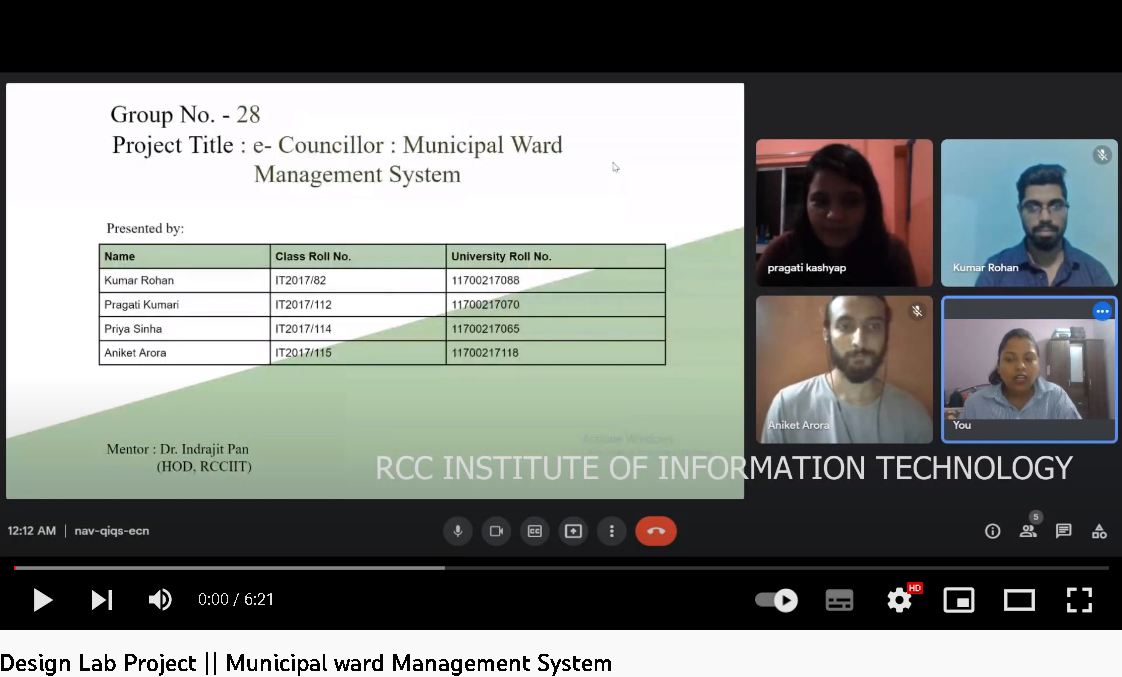 Group No. - 28
Project Title : e- Councillor : Municipal Ward
Management System
Presented by:
Name Class Roll No. University Roll No.
Kumar Rohan IT2017/82 11700217088
Pragati Kumari IT2017/112 11700217070
Priya Sinha IT2017/114 11700217065
Aniket Arora IT2017/115 11700217118
Mentor : Dr. Indrajit Pan
(HOD, RCCIIT)
Activate Windows
pragati kashyap
Kumar Rohan
Aniket Arora
You
RCC INSTITUTE OF INFORMATION TECHNOLOGY
12:12 AM | nav-qiqs-ecn
5
0:00 / 6:21
HD
Design Lab Project || Municipal ward Management System